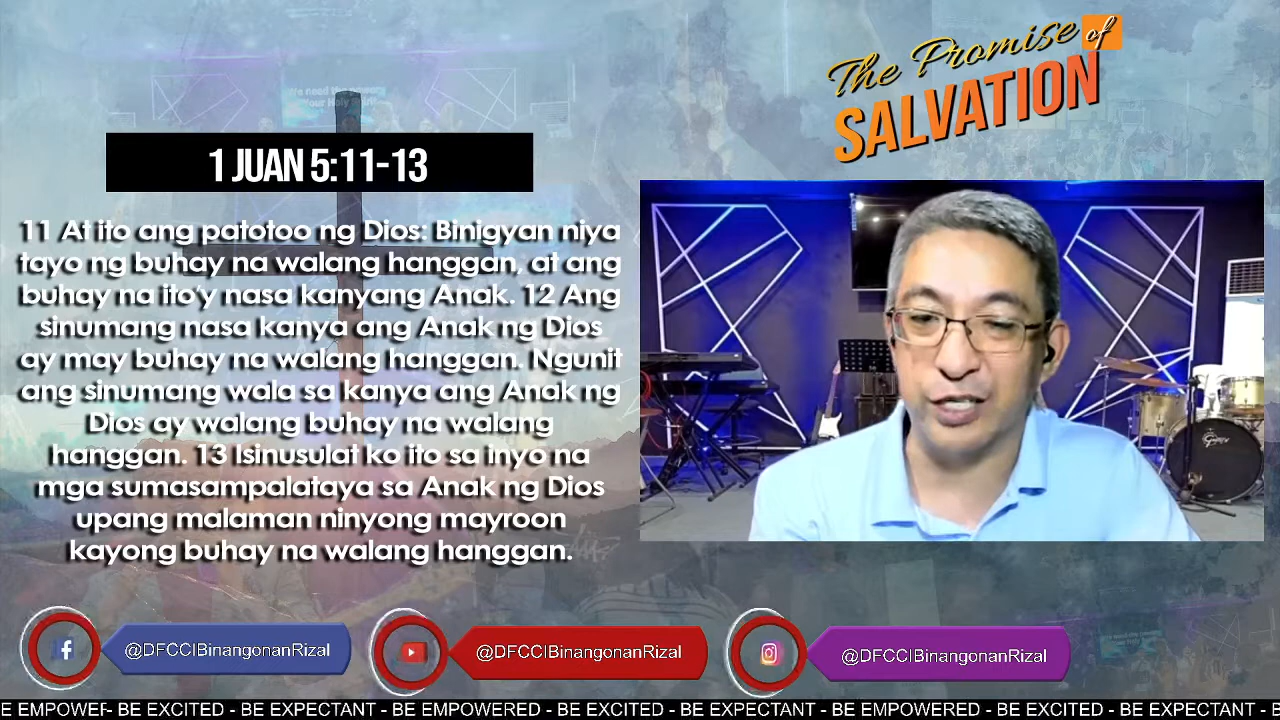 The Promise of
SALVATION
1 JUAN 5:11-13
11 At ito ang patotoo ng Dios: Binigyan niya
tayo ng buhay na walang hanggan, at ang
buhay na ito'y nasa kanyang Anak. 12 Ang
sinumang nasa kanya ang Anak ng Dios
ay may buhay na walang hanggan. Ngunit
ang sinumang wala sa kanya ang Anak ng
Dios ay walang buhay na walang
hanggan. 13 Isinusulat ko ito sa inyo na
mga sumasampalataya sa Anak ng Dios
upang malaman ninyong mayroon
kayong buhay na walang hanggan.
@DFCCIBinangonanRizal
@DFCCIBinangonanRizal
@DFCCIBinangonanRizal
E EMPOWER- BE EXCITED - BE EXPECTANT - BE EMPOWERED - BE EXCITED - BE EXPECTANT - BE EMPOWERED - BE EXCITED - BE EXPECTANT - B